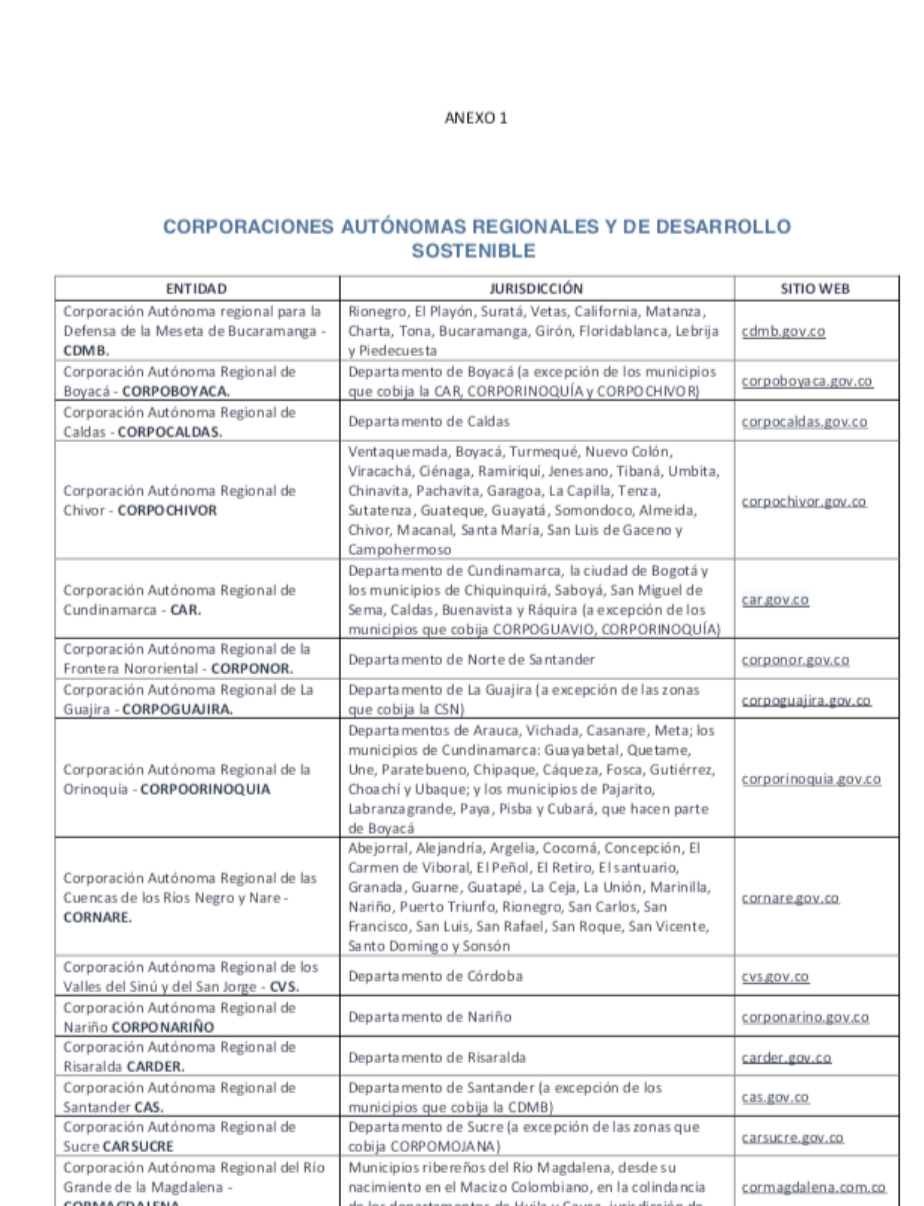 ANEXO 1
CORPORACIONES AUTÓNOMAS REGIONALES Y DE DESARROLLO
SOSTENIBLE
ENTIDAD
JURISDICCIÓN
SITIO WEB
Corporación Autónoma regional para la
Defensa de la Meseta de Bucaramanga -
CDMB.
Rionegro, El Playón, Suratá, Vetas, California, Matanza,
Charta, Tona, Bucaramanga, Girón, Floridablanca, Lebrija
y Piedecuesta
cdmb.gov.co
Corporación Autónoma Regional de
Boyacá - CORPOBOYACA.
Departamento de Boyacá (a excepción de los municipios
que cobija la CAR, CORPORINOQUÍA y CORPOCHIVOR)
corpoboyaca.gov.co
Corporación Autónoma Regional de
Caldas - CORPOCALDAS.
Departamento de Caldas
corpocaldas.gov.co
Corporación Autónoma Regional de
Chivor - CORPOCHIVOR
Ventaquemada, Boyacá, Turmequé, Nuevo Colón,
Viracachá, Ciénaga, Ramiriquí, Jenesano, Tibaná, Umbita,
Chinavita, Pachavita, Garagoa, La Capilla, Tenza,
Sutatenza, Guateque, Guayatá, Somondoco, Almeida,
Chivor, Macanal, Santa María, San Luis de Gaceno y
Campohermoso
corpochivor.gov.co
Corporación Autónoma Regional de
Cundinamarca - CAR.
Departamento de Cundinamarca, la ciudad de Bogotá y
los municipios de Chiquinquirá, Saboyá, San Miguel de
Sema, Caldas, Buenavista y Ráquira (a excepción de los
municipios que cobija CORPOGUAVIO, CORPORINOQUÍA)
car.gov.co
Corporación Autónoma Regional de la
Frontera Nororiental - CORPONOR.
Departamento de Norte de Santander
corponor.gov.co
Corporación Autónoma Regional de La
Guajira - CORPOGUAJIRA.
Departamento de La Guajira (a excepción de las zonas
que cobija la CSN)
corpoguajira.gov.co
Corporación Autónoma Regional de la
Orinoquía - CORPOORINOQUIA
Departamentos de Arauca, Vichada, Casanare, Meta; los
municipios de Cundinamarca: Guayabetal, Quetame,
Une, Paratebueno, Chipaque, Cáqueza, Fosca, Gutiérrez,
Choachí y Ubaque; y los municipios de Pajarito,
Labranzagrande, Paya, Pisba y Cubará, que hacen parte
de Boyacá
corporinoquia.gov.co
Corporación Autónoma Regional de las
Cuencas de los Ríos Negro y Nare -
CORNARE.
Abejorral, Alejandría, Argelia, Cocorná, Concepción, El
Carmen de Viboral, El Peñol, El Retiro, El santuario,
Granada, Guarne, Guatapé, La Ceja, La Unión, Marinilla,
Nariño, Puerto Triunfo, Rionegro, San Carlos, San
Francisco, San Luis, San Rafael, San Roque, San Vicente,
Santo Domingo y Sonsón
cornare.gov.co
Corporación Autónoma Regional de los
Valles del Sinú y del San Jorge - CVS.
Departamento de Córdoba
cvs.gov.co
Corporación Autónoma Regional de
Nariño CORPONARIÑO
Departamento de Nariño
corponarino.gov.co
Corporación Autónoma Regional de
Risaralda CARDER.
Departamento de Risaralda
carder.gov.co
Corporación Autónoma Regional de
Santander CAS.
Departamento de Santander (a excepción de los
municipios que cobija la CDMB)
cas.gov.co
Corporación Autónoma Regional de
Sucre CARSUCRE
Departamento de Sucre (a excepción de las zonas que
cobija CORPOMOJANA)
carsucre.gov.co
Corporación Autónoma Regional del Río
Grande de la Magdalena -
CORMAGDALENA
Municipios ribereños del Río Magdalena, desde su
nacimiento en el Macizo Colombiano, en la colindancia
de los departamentos de Huila y Cauca, jurisdicción de
cormagdalena.com.co